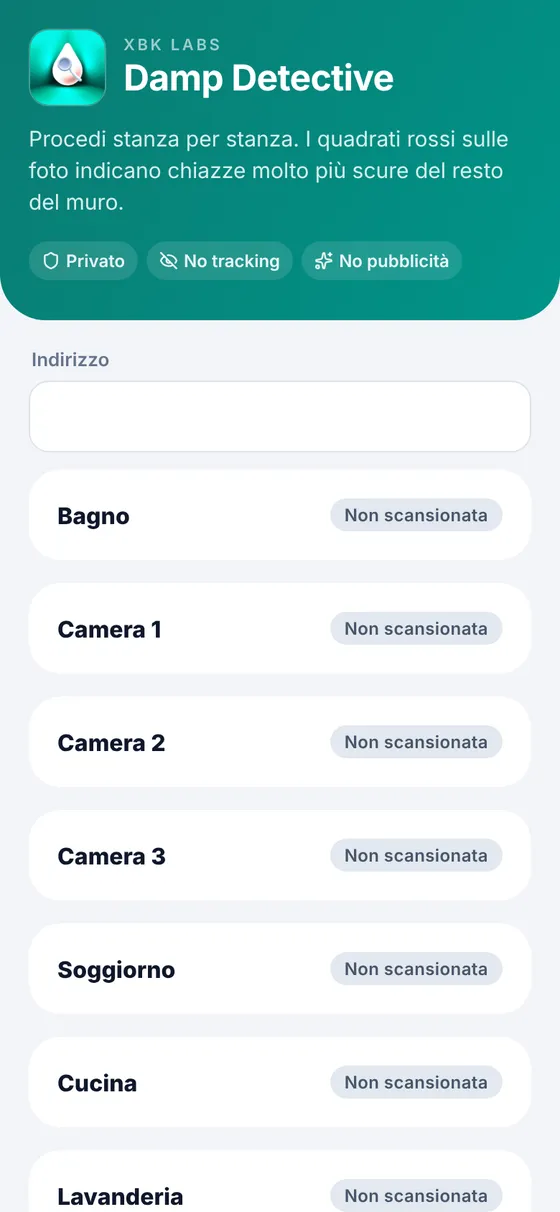 XBK LABS
Damp Detective
Procedi stanza per stanza. I quadrati rossi sulle
foto indicano chiazze molto più scure del resto
del muro.
Privato
No tracking
No pubblicità
Indirizzo
Bagno
Non scansionata
Camera 1
Non scansionata
Camera 2
Non scansionata
Camera 3
Non scansionata
Soggiorno
Non scansionata
Cucina
Non scansionata
Lavanderia
Non scansionata